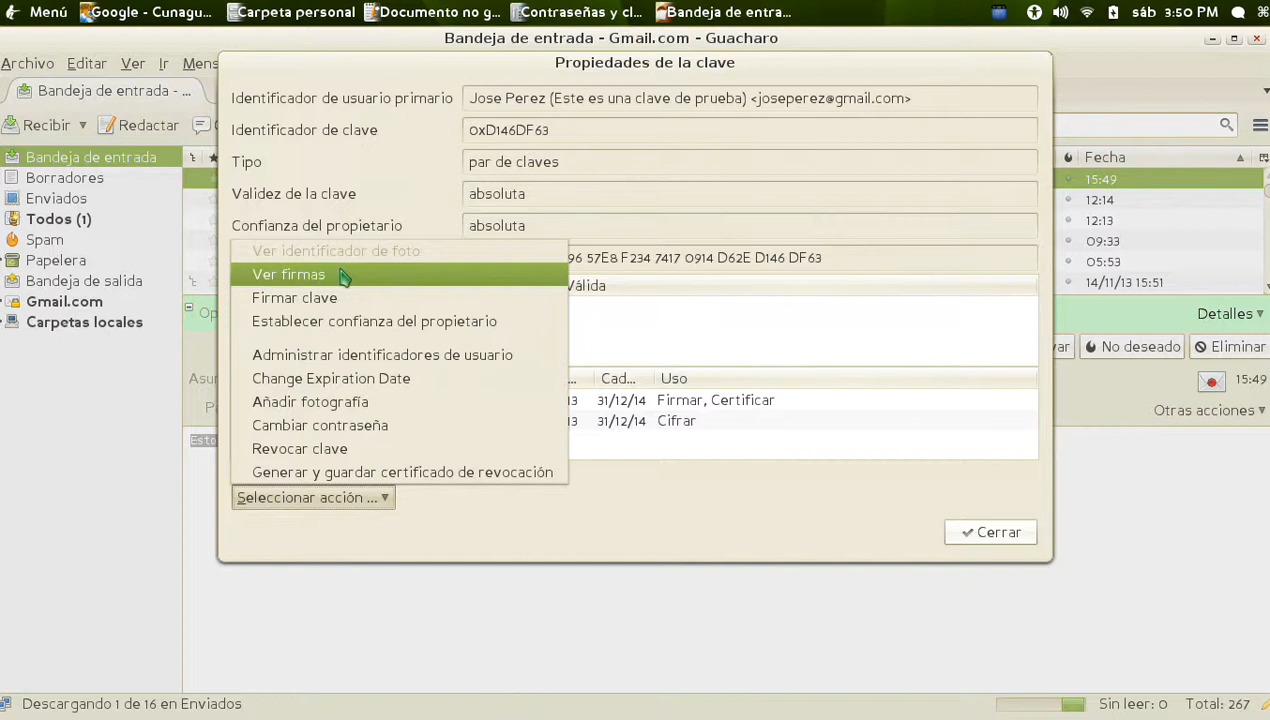 Menú Google - Cunagu... Carpeta personal Documento no g... Contraseñas y cl... Bandeja de entra... sáb 3:50 PM
Bandeja de entrada - Gmail.com - Guacharo
Archivo Editar Ver Ir Mens
Propiedades de la clave
Bandeja de entrada - ...
Identificador de usuario primario Jose Perez (Este es una clave de prueba) <joseperez@gmail.com>
Recibir Redactar
Identificador de clave 0xD146DF63
Bandeja de entrada Fecha
Tipo par de claves
Borradores 15:49
Enviados 12:14
Validez de la clave absoluta
Todos (1) 12:13
Confianza del propietario absoluta
Spam 09:33
Ver identificador de foto
96 57E8 F234 7417 0914 D62E D146 DF63
Papelera 05:53
Ver firmas
Bandeja de salida 14/11/13 15:51
Válida
Firmar clave
Gmail.com
Establecer confianza del propietario
Carpetas locales
Op Detalles
Administrar identificadores de usuario
var No deseado Eliminar
Change Expiration Date
... Cad... Uso
Asu 15:49
Añadir fotografía
13 31/12/14 Firmar, Certificar
Otras acciones
Cambiar contraseña
13 31/12/14 Cifrar
Esto
Revocar clave
Generar y guardar certificado de revocación
Seleccionar acción ...
Cerrar
Descargando 1 de 16 en Enviados Sin leer: 0 Total: 267